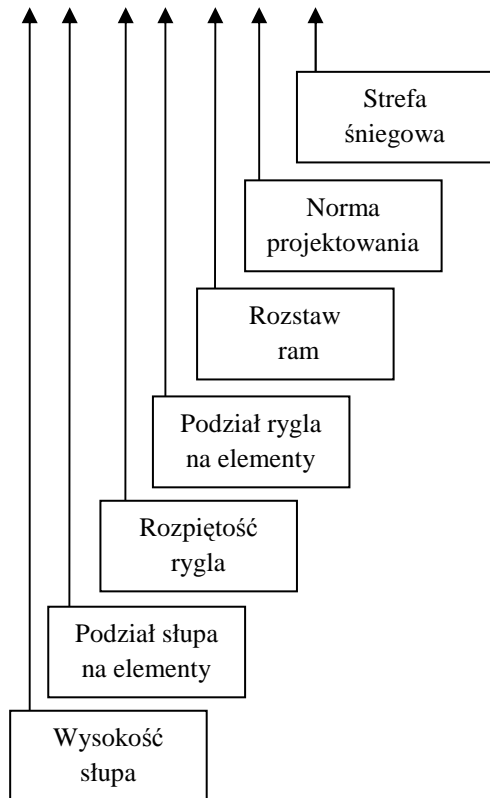 Strefa
śniegowa
Norma
projektowania
Rozstaw
ram
Podział rygla
na elementy
Rozpiętość
rygla
Podział słupa
na elementy
Wysokość
słupa